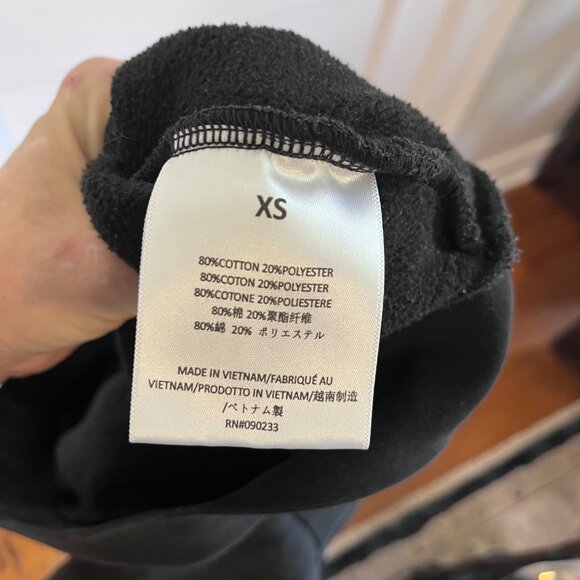 XS
80%COTTON 20%POLYESTER
80%COTON 20%POLYESTER
80%COTONE 20%POLIESTERE
80%棉 20%聚酯纤维
80%綿 20% ポリエステル
MADE IN VIETNAM/FABRIQUÉ AU
VIETNAM/PRODOTTO IN VIETNAM/越南制造
/ベトナム製
RN#090233